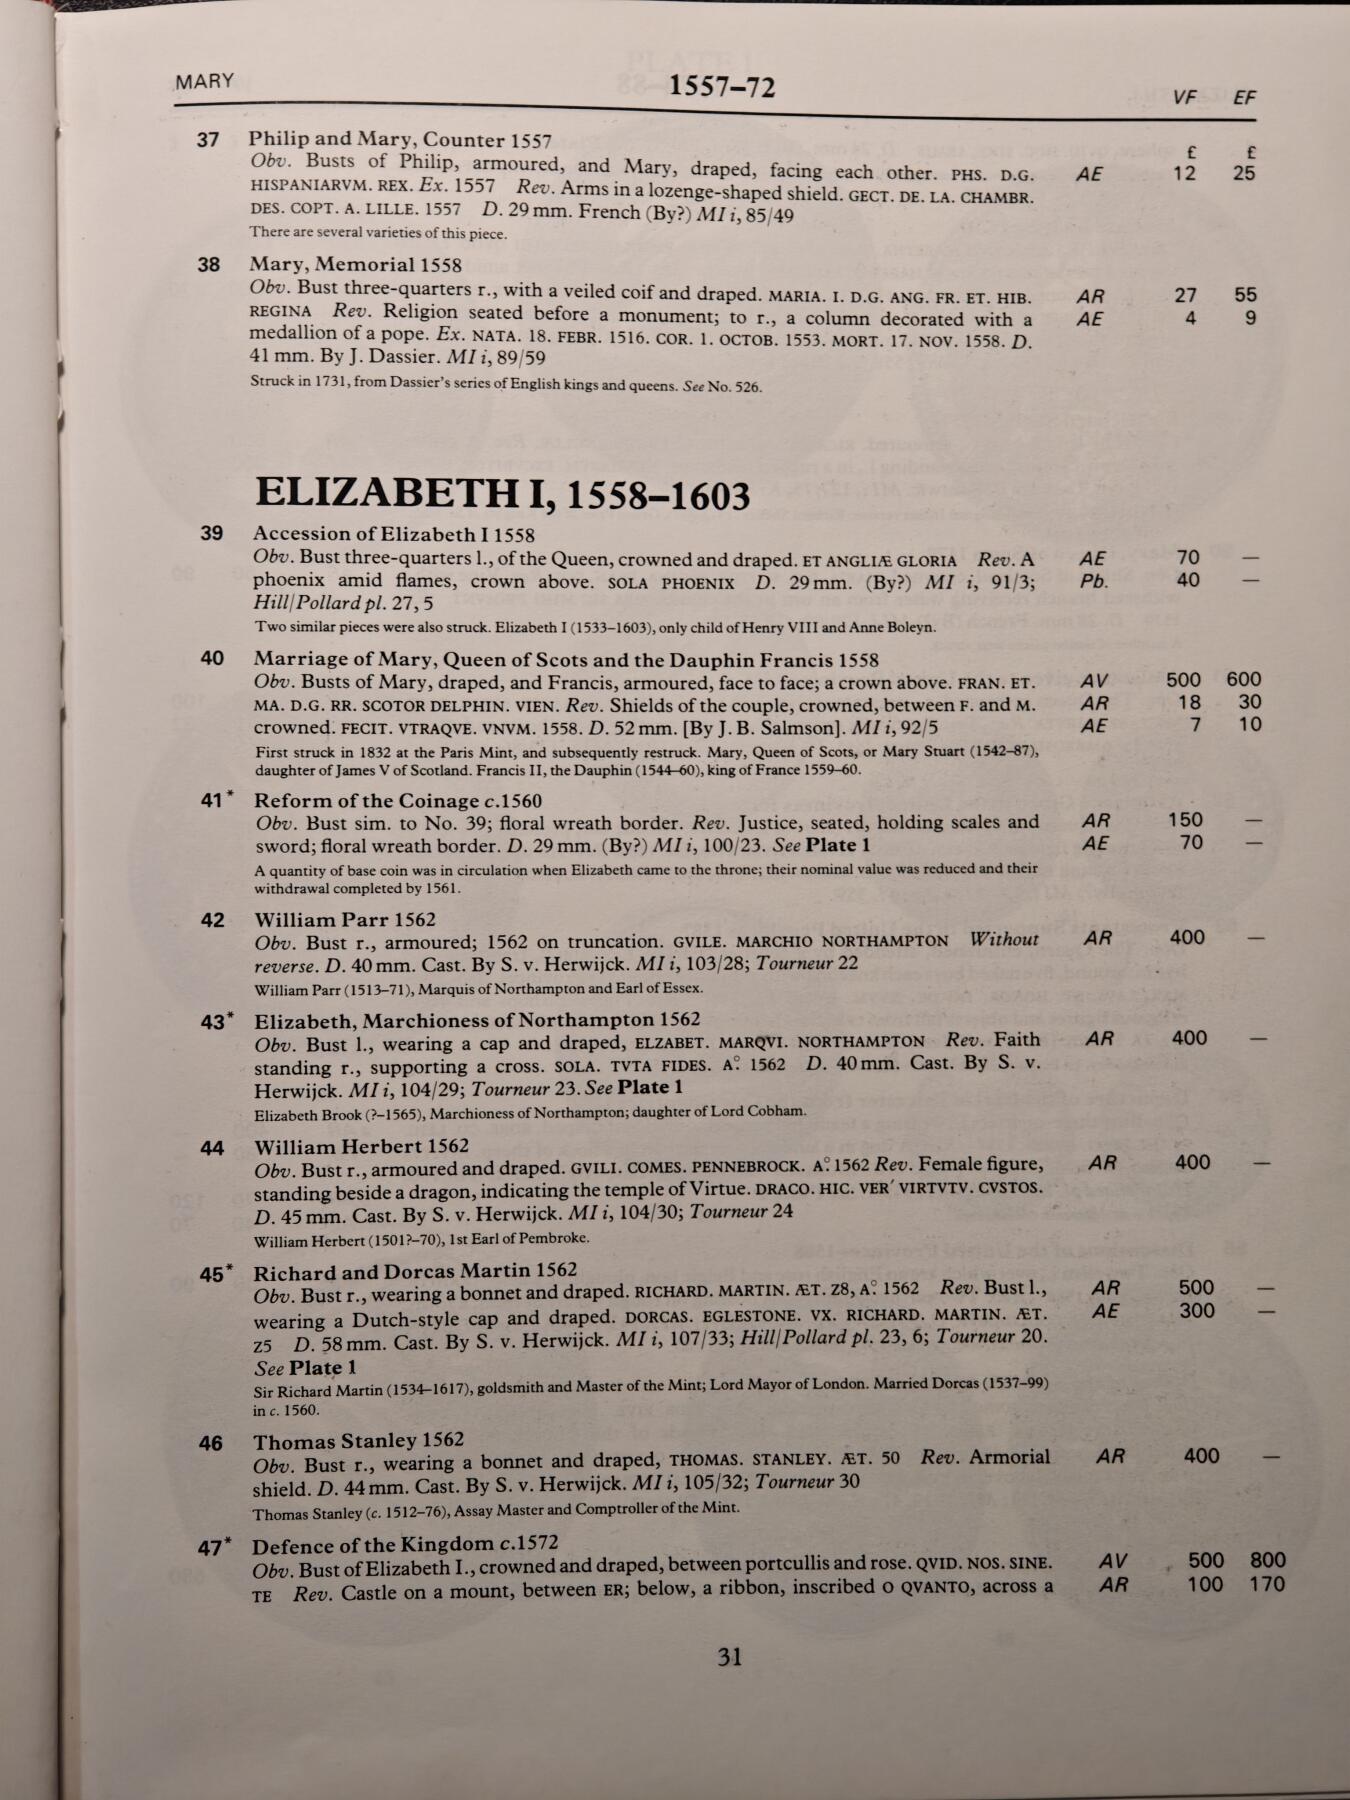 MARY 1557–72 VF EF
37 Philip and Mary, Counter 1557 £ £
Obv. Busts of Philip, armoured, and Mary, draped, facing each other. PHS. D.G. AE 12 25
HISPANIARVM. REX. Ex. 1557 Rev. Arms in a lozenge-shaped shield. GECT. DE. LA. CHAMBR.
DES. COPT. A. LILLE. 1557 D. 29 mm. French (By?) MI i, 85/49
There are several varieties of this piece.
38 Mary, Memorial 1558
Obv. Bust three-quarters r., with a veiled coif and draped. MARIA. I. D.G. ANG. FR. ET. HIB. AR 27 55
REGINA Rev. Religion seated before a monument; to r., a column decorated with a AE 4 9
medallion of a pope. Ex. NATA. 18. FEBR. 1516. COR. 1. OCTOB. 1553. MORT. 17. NOV. 1558. D.
41 mm. By J. Dassier. MI i, 89/59
Struck in 1731, from Dassier's series of English kings and queens. See No. 526.
ELIZABETH I, 1558–1603
39 Accession of Elizabeth I 1558
Obv. Bust three-quarters l., of the Queen, crowned and draped. ET ANGLIÆ GLORIA Rev. A AE 70 —
phoenix amid flames, crown above. SOLA PHOENIX D. 29 mm. (By?) MI i, 91/3; Pb. 40 —
Hill/Pollard pl. 27, 5
Two similar pieces were also struck. Elizabeth I (1533–1603), only child of Henry VIII and Anne Boleyn.
40 Marriage of Mary, Queen of Scots and the Dauphin Francis 1558
Obv. Busts of Mary, draped, and Francis, armoured, face to face; a crown above. FRAN. ET. AV 500 600
MA. D.G. RR. SCOTOR DELPHIN. VIEN. Rev. Shields of the couple, crowned, between F. and M. AR 18 30
crowned. FECIT. VTRAQVE. VNVM. 1558. D. 52 mm. [By J. B. Salmson]. MI i, 92/5 AE 7 10
First struck in 1832 at the Paris Mint, and subsequently restruck. Mary, Queen of Scots, or Mary Stuart (1542–87),
daughter of James V of Scotland. Francis II, the Dauphin (1544–60), king of France 1559–60.
41* Reform of the Coinage c.1560
Obv. Bust sim. to No. 39; floral wreath border. Rev. Justice, seated, holding scales and AR 150 —
sword; floral wreath border. D. 29 mm. (By?) MI i, 100/23. See Plate 1 AE 70 —
A quantity of base coin was in circulation when Elizabeth came to the throne; their nominal value was reduced and their
withdrawal completed by 1561.
42 William Parr 1562
Obv. Bust r., armoured; 1562 on truncation. GVILE. MARCHIO NORTHAMPTON Without AR 400 —
reverse. D. 40 mm. Cast. By S. v. Herwijck. MI i, 103/28; Tourneur 22
William Parr (1513–71), Marquis of Northampton and Earl of Essex.
43* Elizabeth, Marchioness of Northampton 1562
Obv. Bust l., wearing a cap and draped, ELZABET. MARQVI. NORTHAMPTON Rev. Faith AR 400 —
standing r., supporting a cross. SOLA. TVTA FIDES. A.° 1562 D. 40 mm. Cast. By S. v.
Herwijck. MI i, 104/29; Tourneur 23. See Plate 1
Elizabeth Brook (?–1565), Marchioness of Northampton; daughter of Lord Cobham.
44 William Herbert 1562
Obv. Bust r., armoured and draped. GVILI. COMES. PENNEBROCK. A.° 1562 Rev. Female figure, AR 400 —
standing beside a dragon, indicating the temple of Virtue. DRACO. HIC. VER′ VIRTVTV. CVSTOS.
D. 45 mm. Cast. By S. v. Herwijck. MI i, 104/30; Tourneur 24
William Herbert (1501?–70), 1st Earl of Pembroke.
45* Richard and Dorcas Martin 1562
Obv. Bust r., wearing a bonnet and draped. RICHARD. MARTIN. ÆT. Z8, A.° 1562 Rev. Bust l., AR 500 —
wearing a Dutch-style cap and draped. DORCAS. EGLESTONE. VX. RICHARD. MARTIN. ÆT. AE 300 —
Z5 D. 58 mm. Cast. By S. v. Herwijck. MI i, 107/33; Hill/Pollard pl. 23, 6; Tourneur 20.
See Plate 1
Sir Richard Martin (1534–1617), goldsmith and Master of the Mint; Lord Mayor of London. Married Dorcas (1537–99)
in c. 1560.
46 Thomas Stanley 1562
Obv. Bust r., wearing a bonnet and draped, THOMAS. STANLEY. ÆT. 50 Rev. Armorial AR 400 —
shield. D. 44 mm. Cast. By S. v. Herwijck. MI i, 105/32; Tourneur 30
Thomas Stanley (c. 1512–76), Assay Master and Comptroller of the Mint.
47* Defence of the Kingdom c.1572
Obv. Bust of Elizabeth I., crowned and draped, between portcullis and rose. QVID. NOS. SINE. AV 500 800
TE Rev. Castle on a mount, between ER; below, a ribbon, inscribed O QVANTO, across a AR 100 170
31